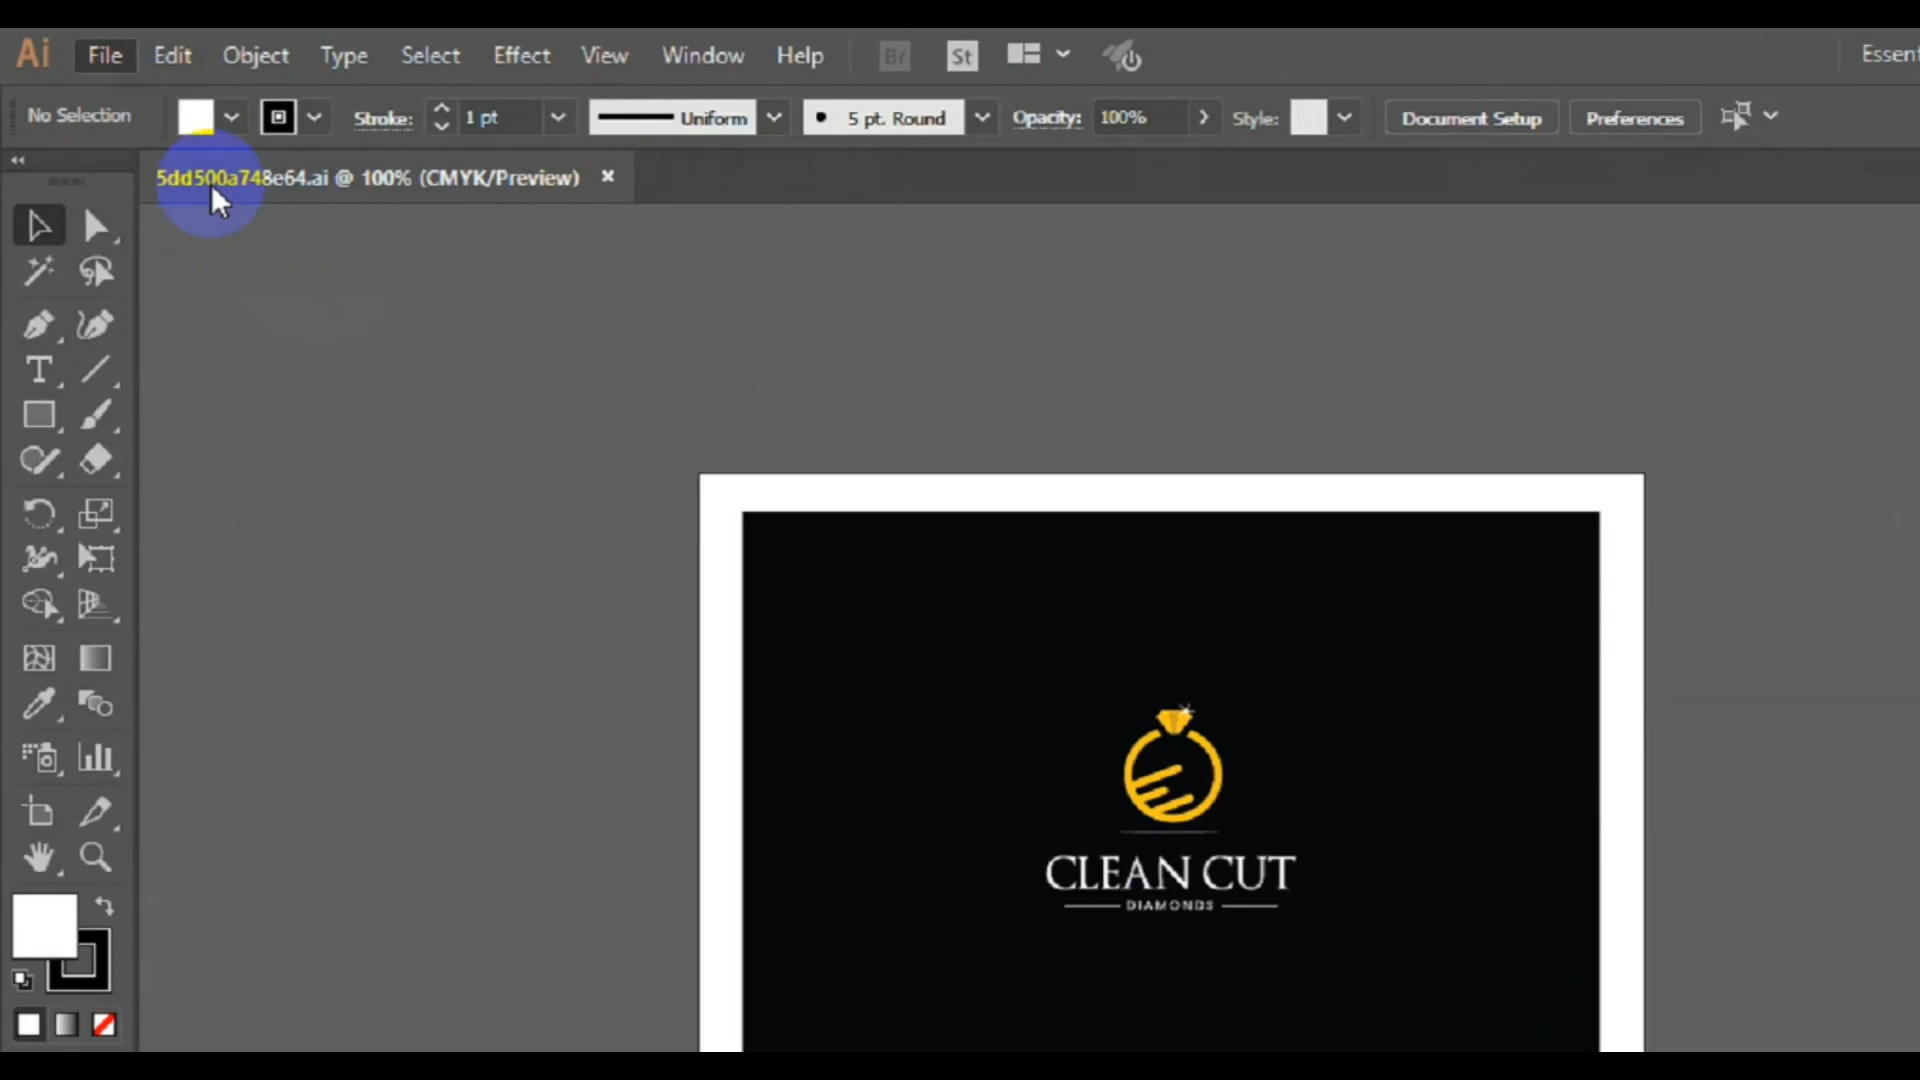 Ai File Edit Object Type Select Effect View Window Help Br St
No Selection Stroke: 1 pt Uniform 5 pt. Round Opacity: 100% Style: Document Setup Preferences
5dd500a748e64.ai @ 100% (CMYK/Preview) ×
CLEAN CUT
DIAMONDS